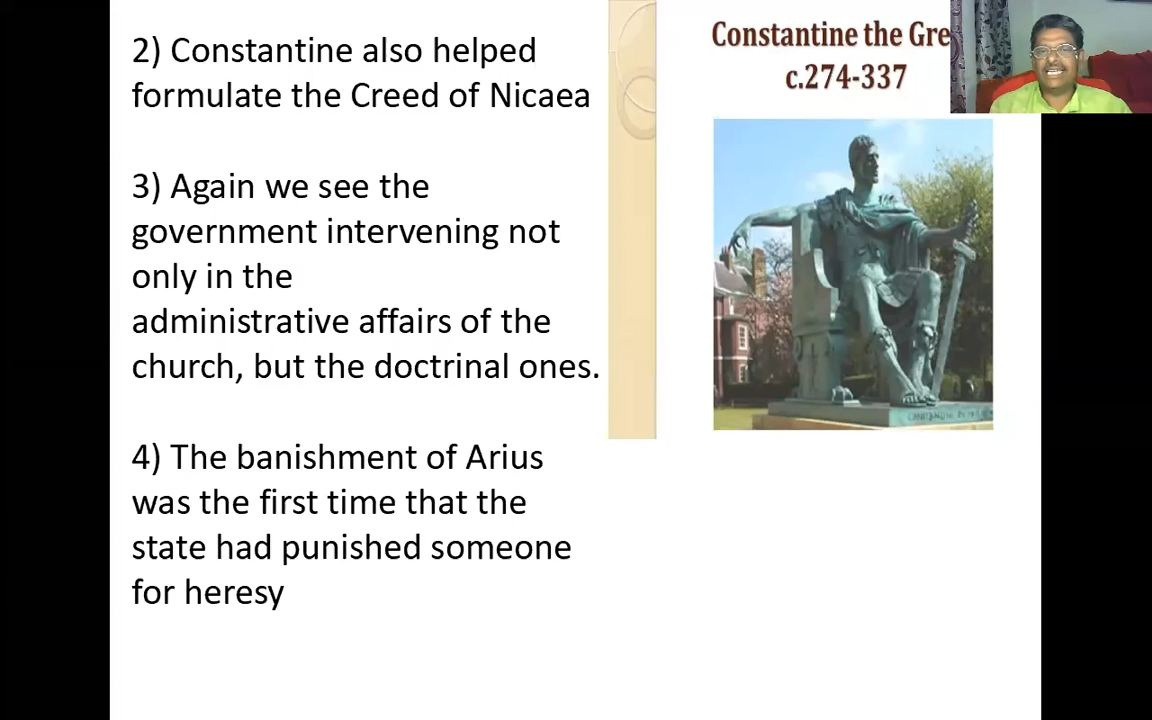 2) Constantine also helped
formulate the Creed of Nicaea
3) Again we see the
government intervening not
only in the
administrative affairs of the
church, but the doctrinal ones.
4) The banishment of Arius
was the first time that the
state had punished someone
for heresy
Constantine the Gre
c.274-337